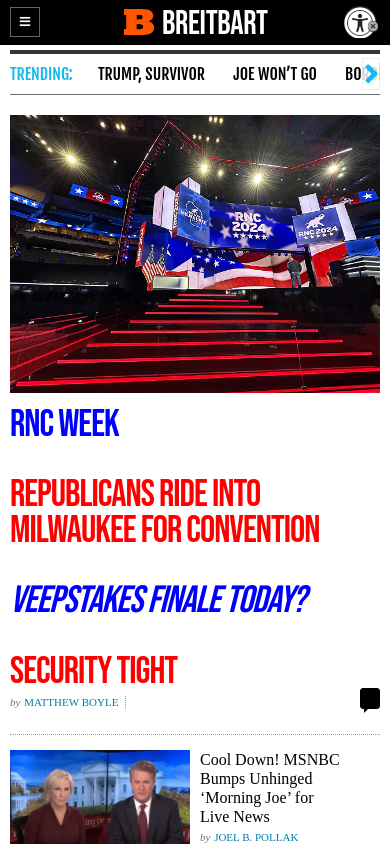 BREITBART
TRENDING: TRUMP, SURVIVOR JOE WON'T GO BO
RNC 2024
RNC 2024
RNC WEEK
REPUBLICANS RIDE INTO
MILWAUKEE FOR CONVENTION
VEEPSTAKES FINALE TODAY?
SECURITY TIGHT
by MATTHEW BOYLE
Cool Down! MSNBC
Bumps Unhinged
‘Morning Joe’ for
Live News
by JOEL B. POLLAK